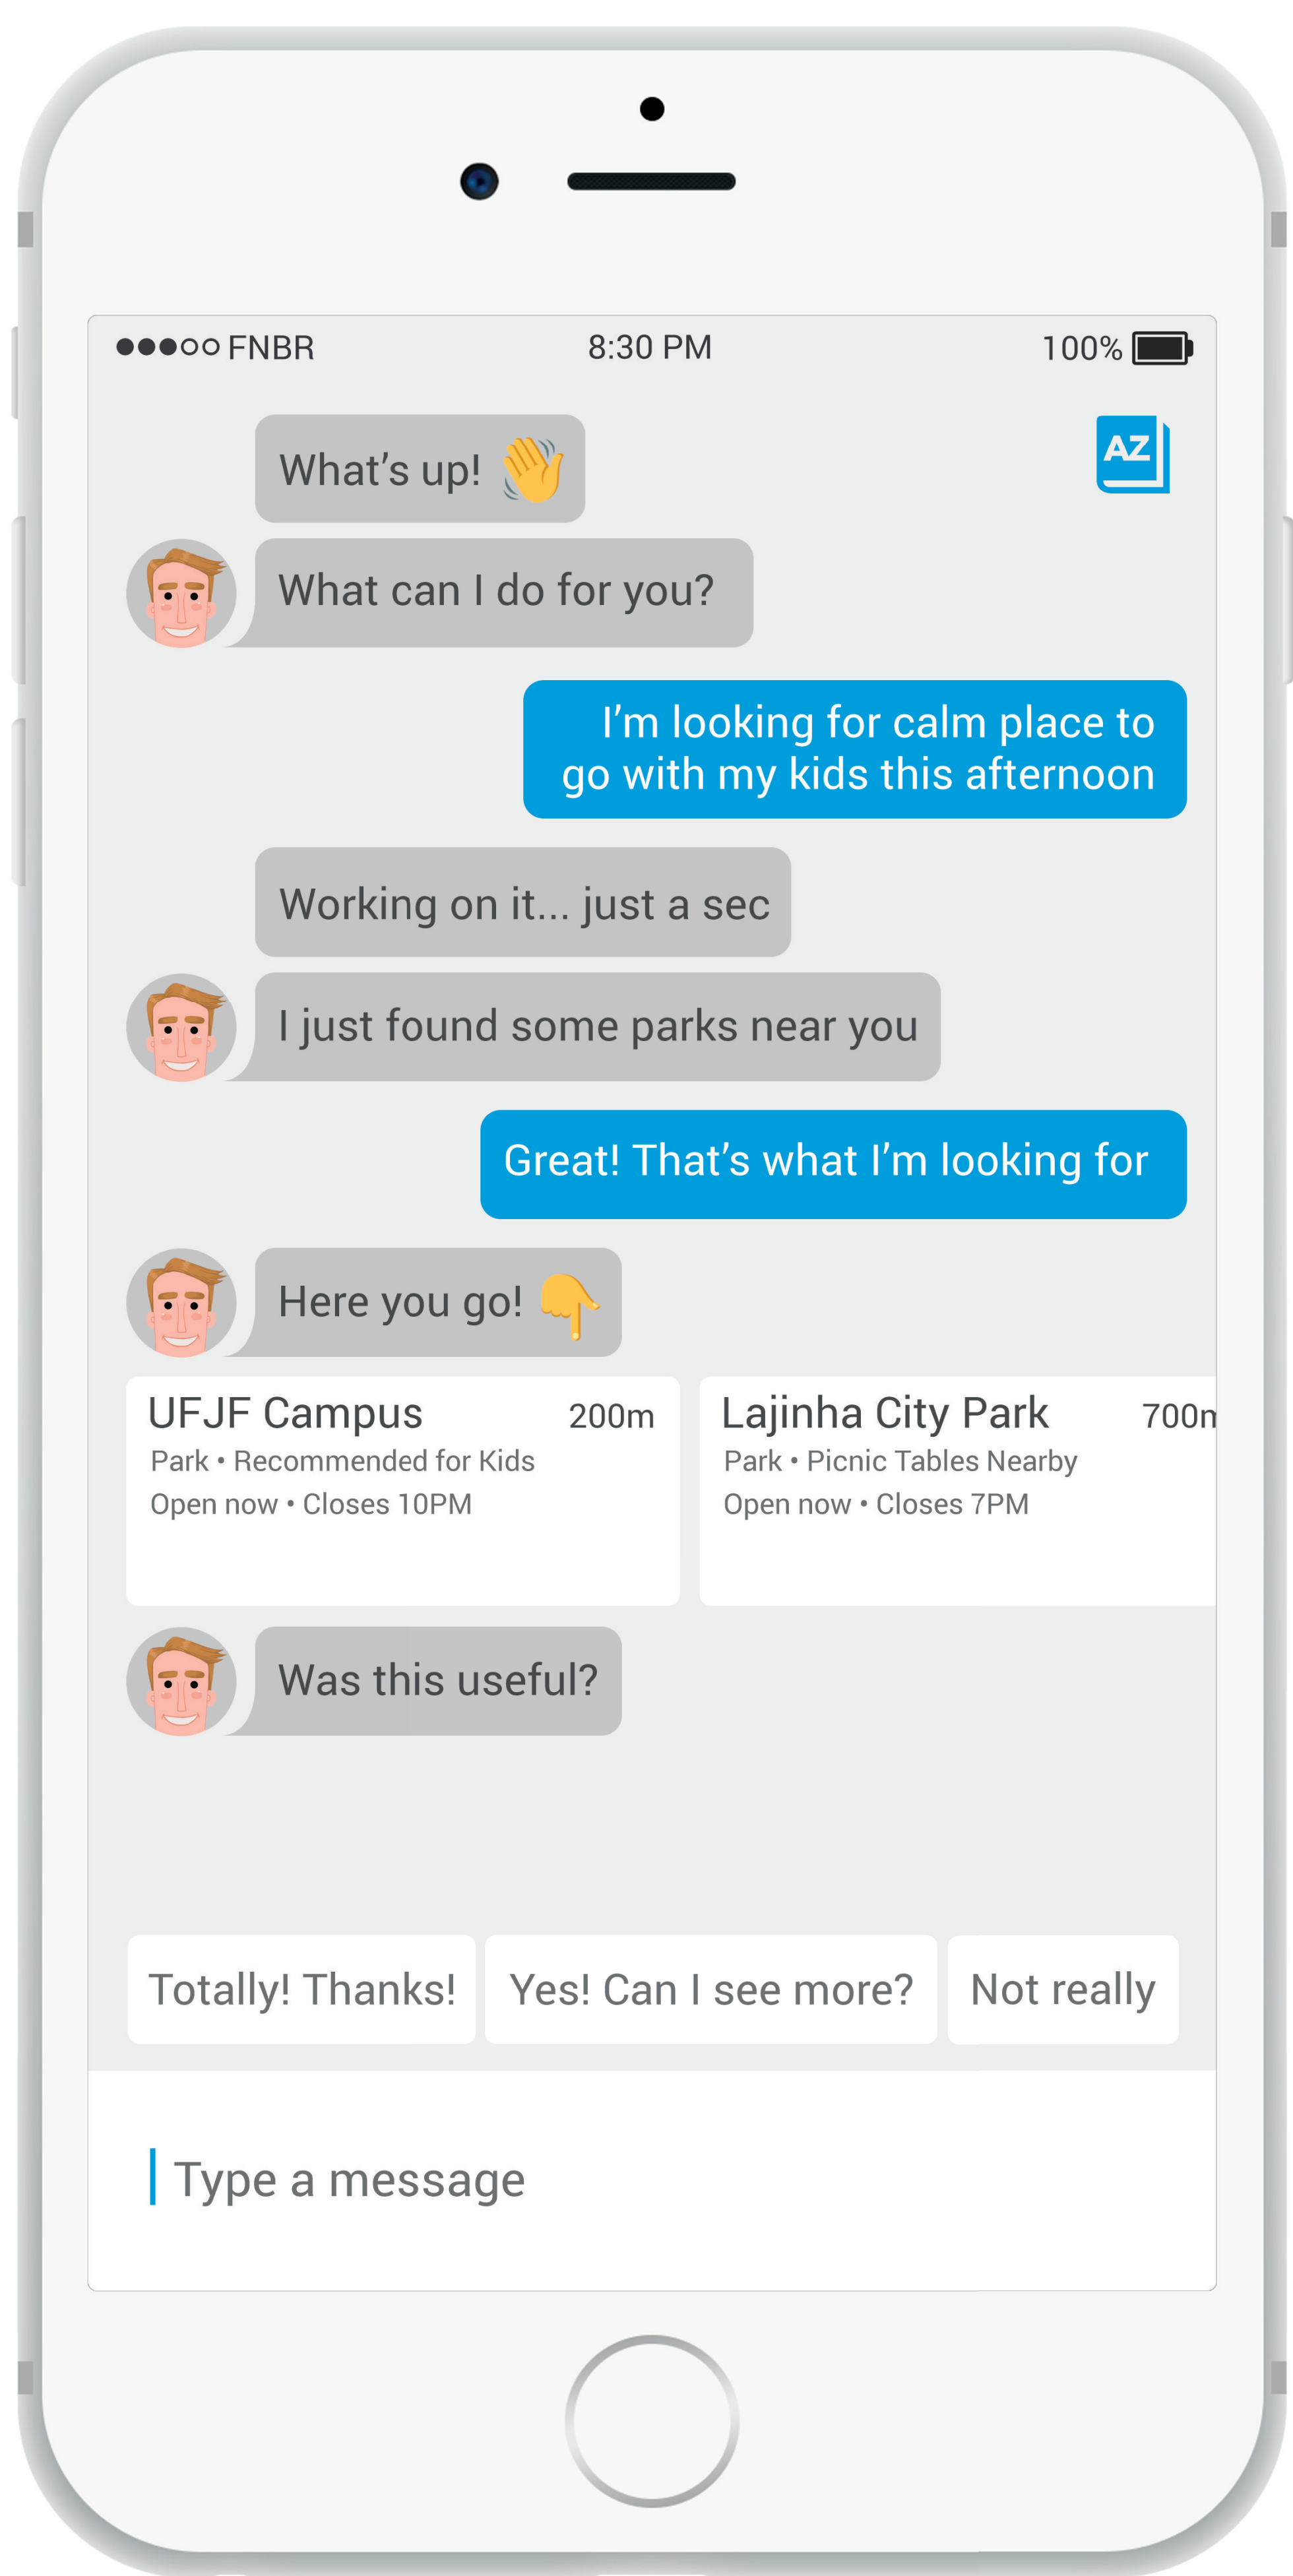 FNBR 8:30 PM 100%
What's up! 👋
AZ
What can I do for you?
I'm looking for calm place to
go with my kids this afternoon
Working on it... just a sec
I just found some parks near you
Great! That's what I'm looking for
Here you go! 👇
UFJF Campus 200m
Park • Recommended for Kids
Open now • Closes 10PM
Lajinha City Park 700m
Park • Picnic Tables Nearby
Open now • Closes 7PM
Was this useful?
Totally! Thanks!
Yes! Can I see more?
Not really
Type a message